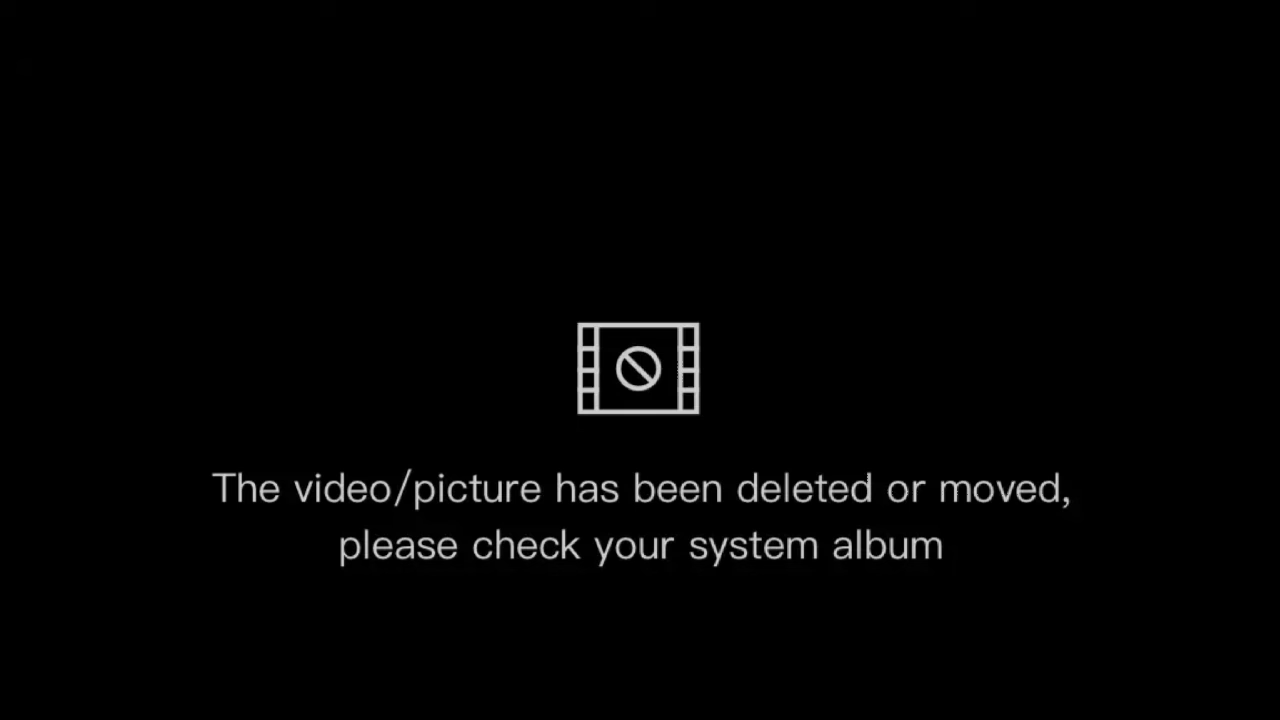 The video/picture has been deleted or moved,
please check your system album